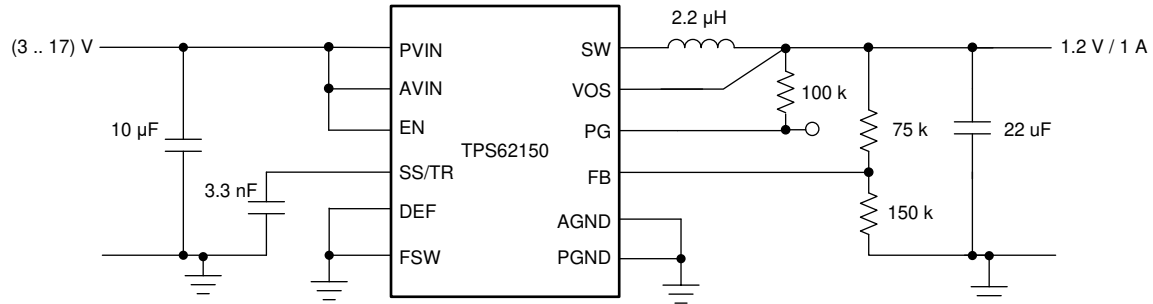 2.2 µH
(3 .. 17) V
PVIN
SW
1.2 V / 1 A
AVIN
VOS
100 k
10 µF
EN
PG
75 k
22 uF
TPS62150
3.3 nF
SS/TR
FB
DEF
AGND
150 k
FSW
PGND